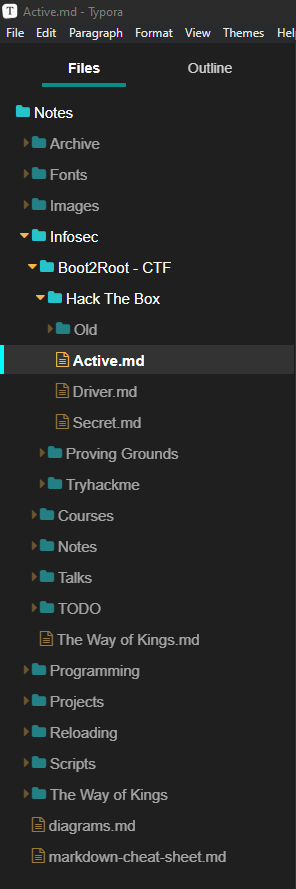 T Active.md - Typora
File Edit Paragraph Format View Themes Hel
Files Outline
Notes
Archive
Fonts
Images
Infosec
Boot2Root - CTF
Hack The Box
Old
Active.md
Driver.md
Secret.md
Proving Grounds
Tryhackme
Courses
Notes
Talks
TODO
The Way of Kings.md
Programming
Projects
Reloading
Scripts
The Way of Kings
diagrams.md
markdown-cheat-sheet.md